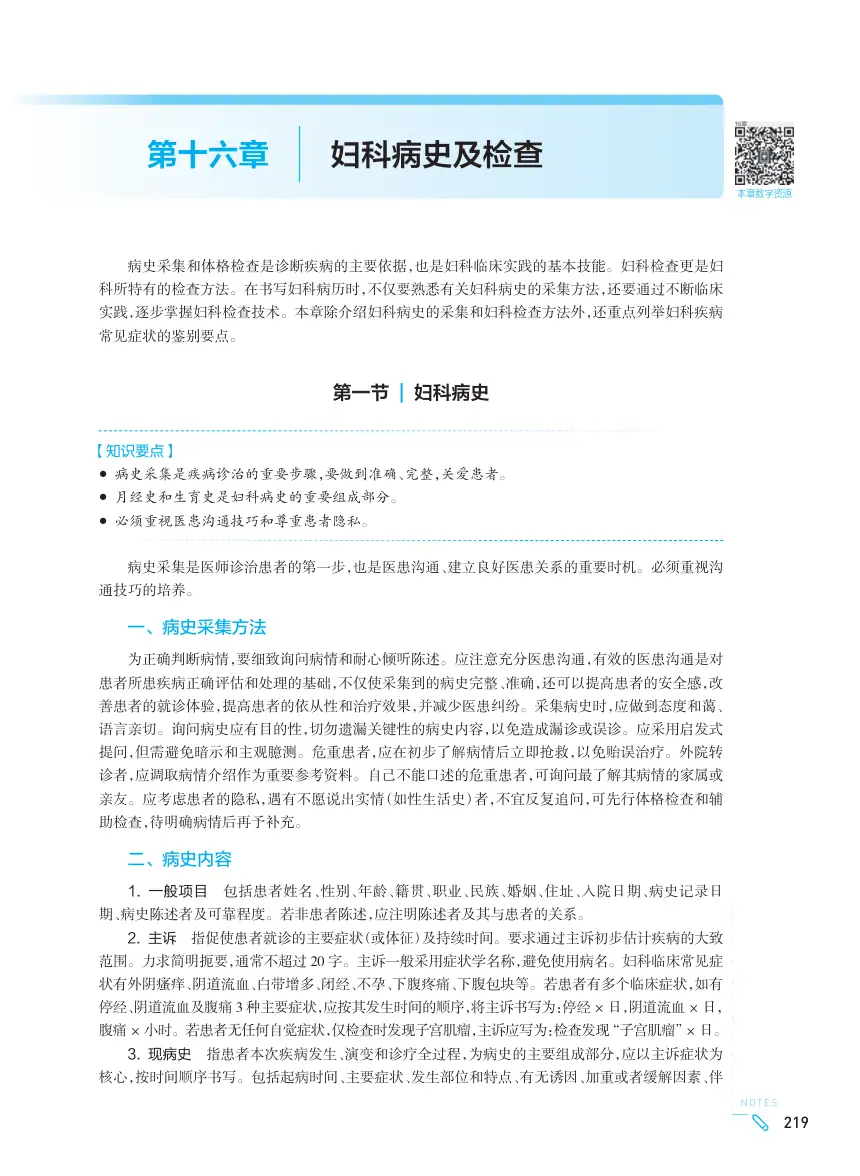 第十六章
妇科病史及检查
16章
本章数字资源
病史采集和体格检查是诊断疾病的主要依据,也是妇科临床实践的基本技能。妇科检查更是妇
科所特有的检查方法。在书写妇科病历时,不仅要熟悉有关妇科病史的采集方法,还要通过不断临床
实践,逐步掌握妇科检查技术。本章除介绍妇科病史的采集和妇科检查方法外,还重点列举妇科疾病
常见症状的鉴别要点。
第一节 | 妇科病史
【知识要点】
● 病史采集是疾病诊治的重要步骤,要做到准确、完整,关爱患者。
● 月经史和生育史是妇科病史的重要组成部分。
● 必须重视医患沟通技巧和尊重患者隐私。
病史采集是医师诊治患者的第一步,也是医患沟通、建立良好医患关系的重要时机。必须重视沟
通技巧的培养。
一、病史采集方法
为正确判断病情,要细致询问病情和耐心倾听陈述。应注意充分医患沟通,有效的医患沟通是对
患者所患疾病正确评估和处理的基础,不仅使采集到的病史完整、准确,还可以提高患者的安全感,改
善患者的就诊体验,提高患者的依从性和治疗效果,并减少医患纠纷。采集病史时,应做到态度和蔼、
语言亲切。询问病史应有目的性,切勿遗漏关键性的病史内容,以免造成漏诊或误诊。应采用启发式
提问,但需避免暗示和主观臆测。危重患者,应在初步了解病情后立即抢救,以免贻误治疗。外院转
诊者,应调取病情介绍作为重要参考资料。自己不能口述的危重患者,可询问最了解其病情的家属或
亲友。应考虑患者的隐私,遇有不愿说出实情(如性生活史)者,不宜反复追问,可先行体格检查和辅
助检查,待明确病情后再予补充。
二、病史内容
1. 一般项目 包括患者姓名、性别、年龄、籍贯、职业、民族、婚姻、住址、入院日期、病史记录日
期、病史陈述者及可靠程度。若非患者陈述,应注明陈述者及其与患者的关系。
2. 主诉 指促使患者就诊的主要症状(或体征)及持续时间。要求通过主诉初步估计疾病的大致
范围。力求简明扼要,通常不超过 20 字。主诉一般采用症状学名称,避免使用病名。妇科临床常见症
状有外阴瘙痒、阴道流血、白带增多、闭经、不孕、下腹疼痛、下腹包块等。若患者有多个临床症状,如有
停经、阴道流血及腹痛 3 种主要症状,应按其发生时间的顺序,将主诉书写为:停经 × 日,阴道流血 × 日,
腹痛 × 小时。若患者无任何自觉症状,仅检查时发现子宫肌瘤,主诉应写为:检查发现“子宫肌瘤”× 日。
3. 现病史 指患者本次疾病发生、演变和诊疗全过程,为病史的主要组成部分,应以主诉症状为
核心,按时间顺序书写。包括起病时间、主要症状、发生部位和特点、有无诱因、加重或者缓解因素、伴
NOTES
219